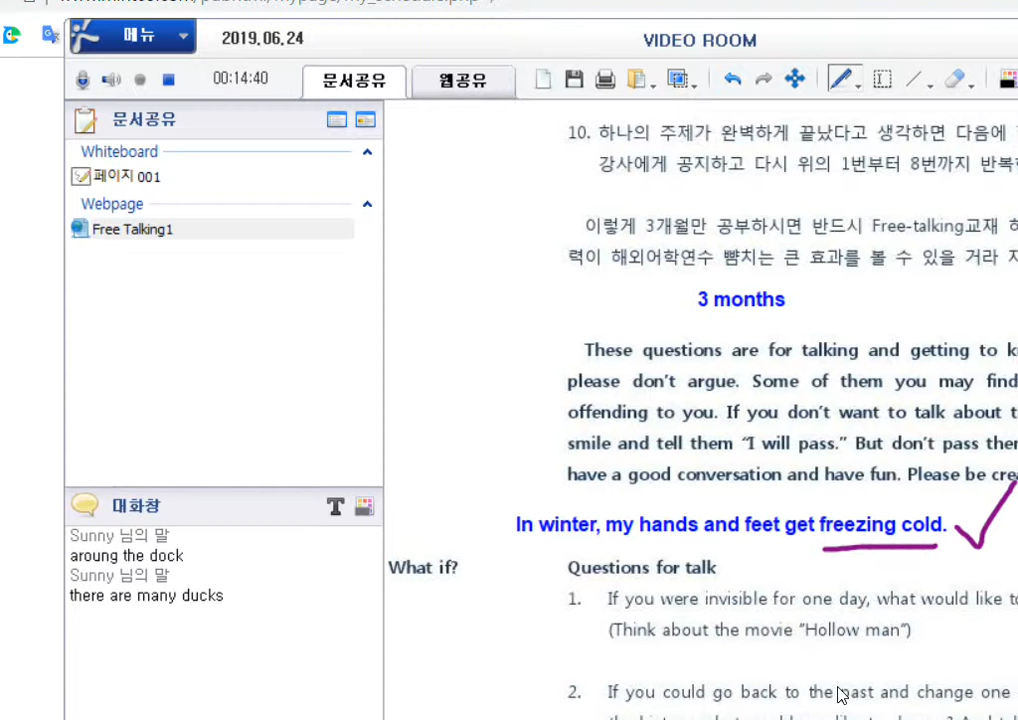 메뉴
2019.06.24
VIDEO ROOM
00:14:40
문서공유
웹공유
문서공유
Whiteboard
페이지 001
Webpage
Free Talking1
10. 하나의 주제가 완벽하게 끝났다고 생각하면 다음에
강사에게 공지하고 다시 위의 1번부터 8번까지 반복
이렇게 3개월만 공부하시면 반드시 Free-talking교재
력이 해외어학연수 뺨치는 큰 효과를 볼 수 있을 거라
3 months
These questions are for talking and getting to
please don't argue. Some of them you may find
offending to you. If you don't want to talk about
smile and tell them "I will pass." But don't pass
have a good conversation and have fun. Please be
In winter, my hands and feet get freezing cold.
대화창
T
Sunny 님의 말
aroung the dock
Sunny 님의 말
there are many ducks
What if?
Questions for talk
1. If you were invisible for one day, what would like
(Think about the movie "Hollow man")
2. If you could go back to the past and change one